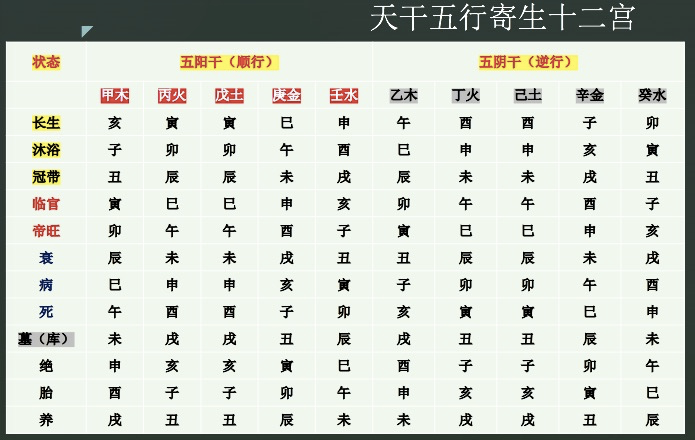 天干五行寄生十二宫
状态 五阳干（顺行） 五阴干（逆行）
甲木 丙火 戊土 庚金 壬水 乙木 丁火 己土 辛金 癸水
长生 亥 寅 寅 巳 申 午 酉 酉 子 卯
沐浴 子 卯 卯 午 酉 巳 申 申 亥 寅
冠带 丑 辰 辰 未 戌 辰 未 未 戌 丑
临官 寅 巳 巳 申 亥 卯 午 午 酉 子
帝旺 卯 午 午 酉 子 寅 巳 巳 申 亥
衰 辰 未 未 戌 丑 丑 辰 辰 未 戌
病 巳 申 申 亥 寅 子 卯 卯 午 酉
死 午 酉 酉 子 卯 亥 寅 寅 巳 申
墓（库） 未 戌 戌 丑 辰 戌 丑 丑 辰 未
绝 申 亥 亥 寅 巳 酉 子 子 卯 午
胎 酉 子 子 卯 午 申 亥 亥 寅 巳
养 戌 丑 丑 辰 未 未 戌 戌 丑 辰